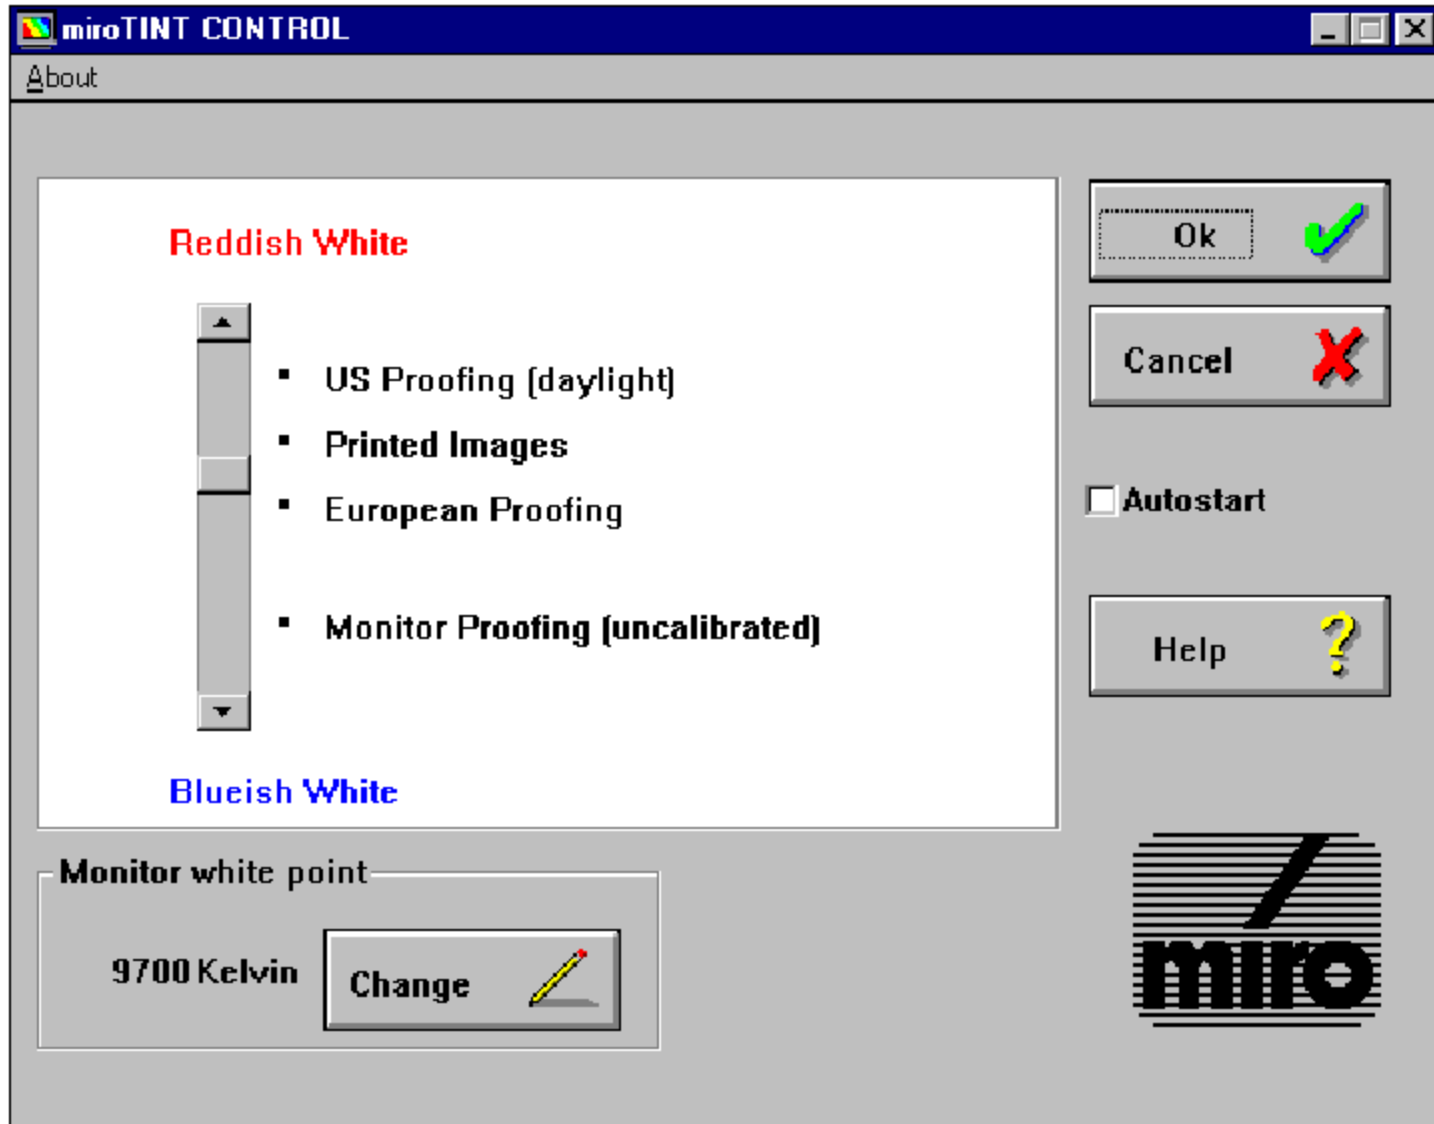 miroTINT CONTROL
About
Reddish White
US Proofing (daylight)
Printed Images
European Proofing
Monitor Proofing (uncalibrated)
Blueish White
Ok
Cancel
Autostart
Help
Monitor white point
9700 Kelvin
Change
miro